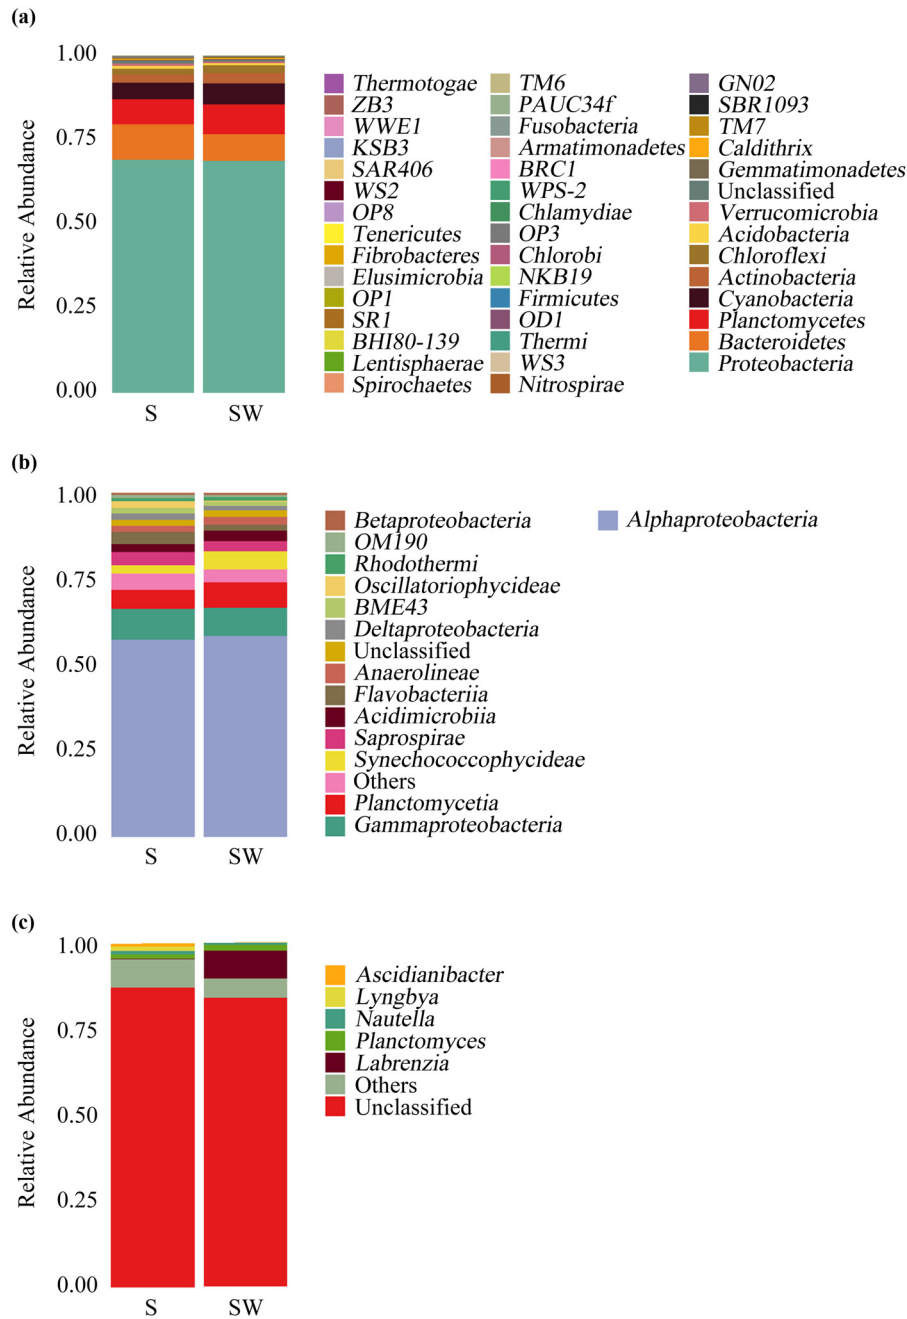 (a)
1.00
0.75
0.50
0.25
0.00
Relative Abundance
S SW
Thermotogae TM6 GN02
ZB3 PAUC34f SBR1093
WWE1 Fusobacteria TM7
KSB3 Armatimonadetes Caldithrix
SAR406 BRC1 Gemmatimonadetes
WS2 WPS-2 Unclassified
OP8 Chlamydiae Verrucomicrobia
Tenericutes OP3 Acidobacteria
Fibrobacteres Chlorobi Chloroflexi
Elusimicrobia NKB19 Actinobacteria
OP1 Firmicutes Cyanobacteria
SR1 OD1 Planctomycetes
BHI80-139 Thermi Bacteroidetes
Lentisphaerae WS3 Proteobacteria
Spirochaetes Nitrospirae
(b)
1.00
0.75
0.50
0.25
0.00
Relative Abundance
S SW
Betaproteobacteria Alphaproteobacteria
OM190
Rhodothermi
Oscillatoriophycideae
BME43
Deltaproteobacteria
Unclassified
Anaerolineae
Flavobacteriia
Acidimicrobiia
Saprospirae
Synechococcophycideae
Others
Planctomycetia
Gammaproteobacteria
(c)
1.00
0.75
0.50
0.25
0.00
Relative Abundance
S SW
Ascidianibacter
Lyngbya
Nautella
Planctomyces
Labrenzia
Others
Unclassified